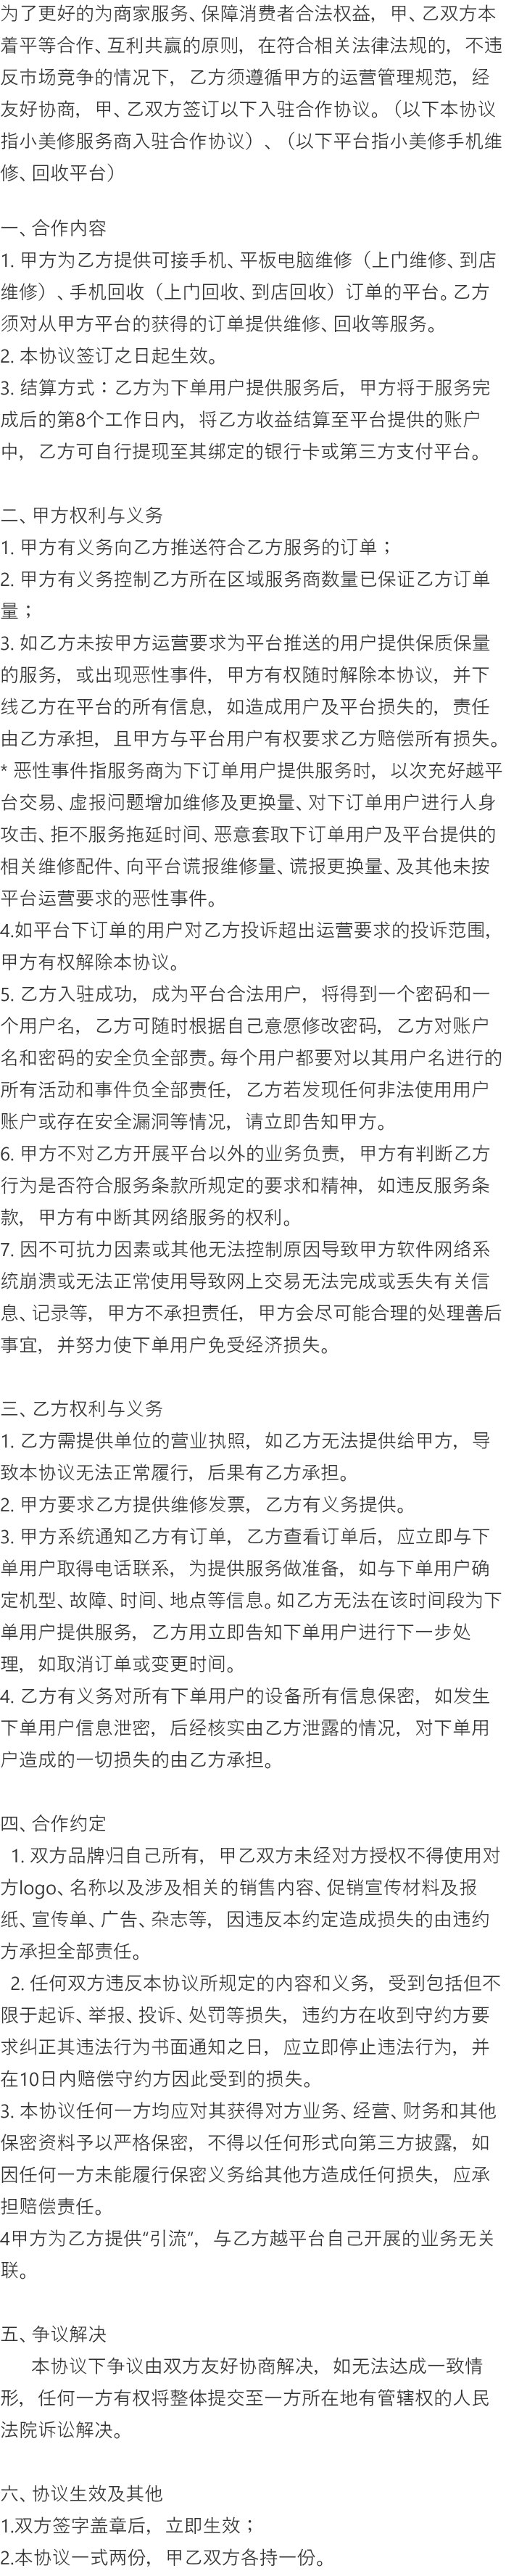 为了更好的为商家服务、保障消费者合法权益，甲、乙双方本
着平等合作、互利共赢的原则，在符合相关法律法规的，不违
反市场竞争的情况下，乙方须遵循甲方的运营管理规范，经
友好协商，甲、乙双方签订以下入驻合作协议。（以下本协议
指小美修服务商入驻合作协议）、（以下平台指小美修手机维
修、回收平台）
一、合作内容
1. 甲方为乙方提供可接手机、平板电脑维修（上门维修、到店
维修）、手机回收（上门回收、到店回收）订单的平台。乙方
须对从甲方平台的获得的订单提供维修、回收等服务。
2. 本协议签订之日起生效。
3. 结算方式：乙方为下单用户提供服务后，甲方将于服务完
成后的第8个工作日内，将乙方收益结算至平台提供的账户
中，乙方可自行提现至其绑定的银行卡或第三方支付平台。
二、甲方权利与义务
1. 甲方有义务向乙方推送符合乙方服务的订单；
2. 甲方有义务控制乙方所在区域服务商数量已保证乙方订单
量；
3. 如乙方未按甲方运营要求为平台推送的用户提供保质保量
的服务，或出现恶性事件，甲方有权随时解除本协议，并下
线乙方在平台的所有信息，如造成用户及平台损失的，责任
由乙方承担，且甲方与平台用户有权要求乙方赔偿所有损失。
* 恶性事件指服务商为下订单用户提供服务时，以次充好越平
台交易、虚报问题增加维修及更换量、对下订单用户进行人身
攻击、拒不服务拖延时间、恶意套取下订单用户及平台提供的
相关维修配件、向平台谎报维修量、谎报更换量、及其他未按
平台运营要求的恶性事件。
4.如平台下订单的用户对乙方投诉超出运营要求的投诉范围，
甲方有权解除本协议。
5. 乙方入驻成功，成为平台合法用户，将得到一个密码和一
个用户名，乙方可随时根据自己意愿修改密码，乙方对账户
名和密码的安全负全部责。每个用户都要对以其用户名进行的
所有活动和事件负全部责任，乙方若发现任何非法使用用户
账户或存在安全漏洞等情况，请立即告知甲方。
6. 甲方不对乙方开展平台以外的业务负责，甲方有判断乙方
行为是否符合服务条款所规定的要求和精神，如违反服务条
款，甲方有中断其网络服务的权利。
7. 因不可抗力因素或其他无法控制原因导致甲方软件网络系
统崩溃或无法正常使用导致网上交易无法完成或丢失有关信
息、记录等，甲方不承担责任，甲方会尽可能合理的处理善后
事宜，并努力使下单用户免受经济损失。
三、乙方权利与义务
1. 乙方需提供单位的营业执照，如乙方无法提供给甲方，导
致本协议无法正常履行，后果有乙方承担。
2. 甲方要求乙方提供维修发票，乙方有义务提供。
3. 甲方系统通知乙方有订单，乙方查看订单后，应立即与下
单用户取得电话联系，为提供服务做准备，如与下单用户确
定机型、故障、时间、地点等信息。如乙方无法在该时间段为下
单用户提供服务，乙方用立即告知下单用户进行下一步处
理，如取消订单或变更时间。
4. 乙方有义务对所有下单用户的设备所有信息保密，如发生
下单用户信息泄密，后经核实由乙方泄露的情况，对下单用
户造成的一切损失的由乙方承担。
四、合作约定
1. 双方品牌归自己所有，甲乙双方未经对方授权不得使用对
方logo、名称以及涉及相关的销售内容、促销宣传材料及报
纸、宣传单、广告、杂志等，因违反本约定造成损失的由违约
方承担全部责任。
2. 任何双方违反本协议所规定的内容和义务，受到包括但不
限于起诉、举报、投诉、处罚等损失，违约方在收到守约方要
求纠正其违法行为书面通知之日，应立即停止违法行为，并
在10日内赔偿守约方因此受到的损失。
3. 本协议任何一方均应对其获得对方业务、经营、财务和其他
保密资料予以严格保密，不得以任何形式向第三方披露，如
因任何一方未能履行保密义务给其他方造成任何损失，应承
担赔偿责任。
4甲方为乙方提供“引流”，与乙方越平台自己开展的业务无关
联。
五、争议解决
本协议下争议由双方友好协商解决，如无法达成一致情
形，任何一方有权将整体提交至一方所在地有管辖权的人民
法院诉讼解决。
六、协议生效及其他
1.双方签字盖章后，立即生效；
2.本协议一式两份，甲乙双方各持一份。